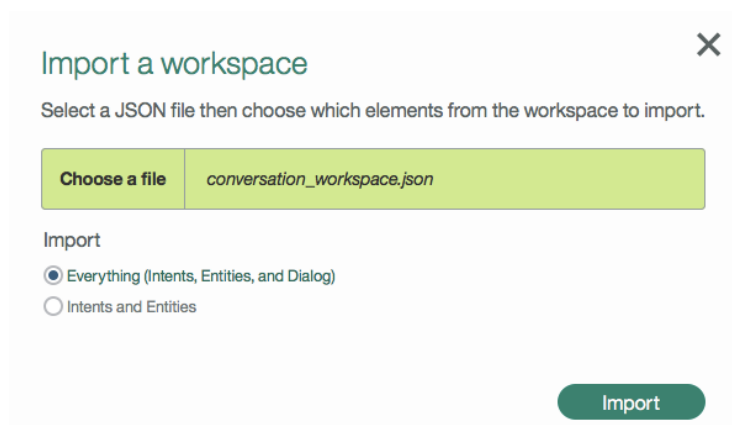 Import a workspace
Select a JSON file then choose which elements from the workspace to import.
Choose a file conversation_workspace.json
Import
Everything (Intents, Entities, and Dialog)
Intents and Entities
Import